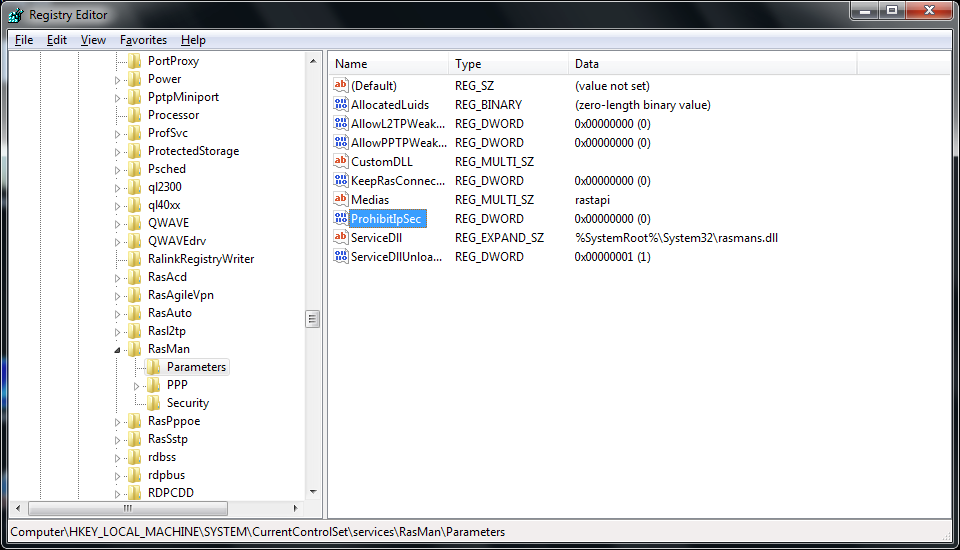 Registry Editor
File Edit View Favorites Help
PortProxy
Power
PptpMiniport
Processor
ProfSvc
ProtectedStorage
Psched
ql2300
ql40xx
QWAVE
QWAVEdrv
RalinkRegistryWriter
RasAcd
RasAgileVpn
RasAuto
Rasl2tp
RasMan
Parameters
PPP
Security
RasPppoe
RasSstp
rdbss
rdpbus
RDPCDD
Name Type Data
(Default) REG_SZ (value not set)
AllocatedLuids REG_BINARY (zero-length binary value)
AllowL2TPWeak... REG_DWORD 0x00000000 (0)
AllowPPTPWeak... REG_DWORD 0x00000000 (0)
CustomDLL REG_MULTI_SZ
KeepRasConnec... REG_DWORD 0x00000000 (0)
Medias REG_MULTI_SZ rastapi
ProhibitIpSec REG_DWORD 0x00000000 (0)
ServiceDll REG_EXPAND_SZ %SystemRoot%\System32\rasmans.dll
ServiceDllUnloa... REG_DWORD 0x00000001 (1)
Computer\HKEY_LOCAL_MACHINE\SYSTEM\CurrentControlSet\services\RasMan\Parameters